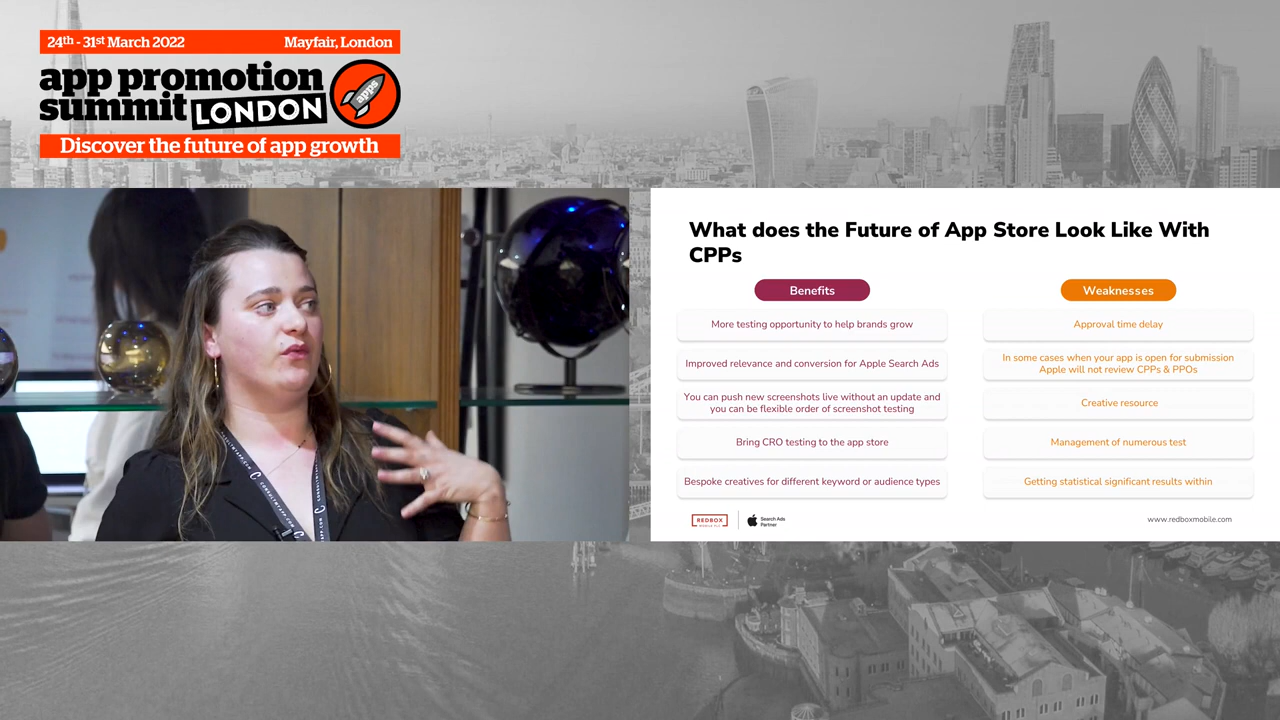 24th - 31st March 2022
Mayfair, London
app promotion
summit LONDON
apps
Discover the future of app growth
What does the Future of App Store Look Like With
CPPs
Benefits
Weaknesses
More testing opportunity to help brands grow
Approval time delay
Improved relevance and conversion for Apple Search Ads
In some cases when your app is open for submission
Apple will not review CPPs & PPOs
You can push new screenshots live without an update and
you can be flexible order of screenshot testing
Creative resource
Bring CRO testing to the app store
Management of numerous test
Bespoke creatives for different keyword or audience types
Getting statistical significant results within
REDBOX
Search Ads
Partner
www.redboxmobile.com
CONSULTMYAPP.COM